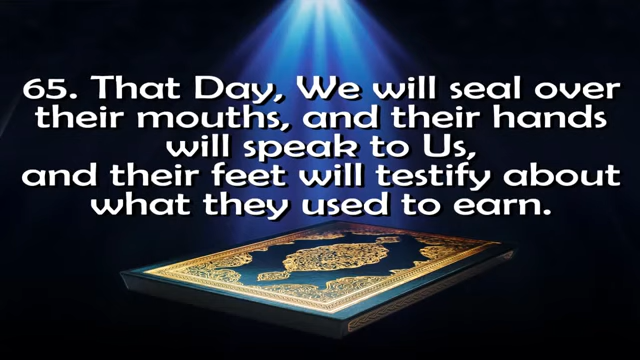 65. That Day, We will seal over
their mouths, and their hands
will speak to Us,
and their feet will testify about
what they used to earn.